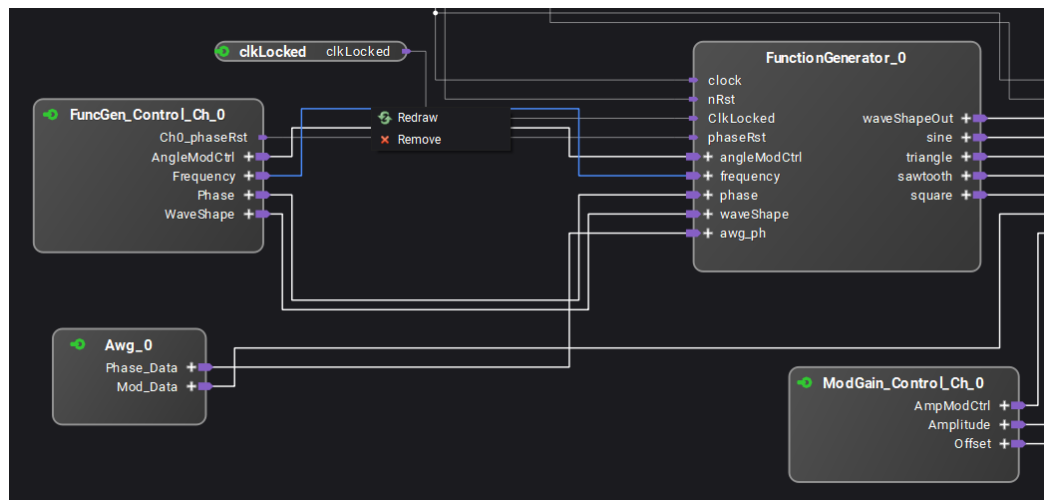 clkLocked clkLocked
FuncGen_Control_Ch_0
Ch0_phaseRst
AngleModCtrl
Frequency
Phase
WaveShape
Redraw
Remove
FunctionGenerator_0
clock
nRst
ClkLocked
phaseRst
angleModCtrl
frequency
phase
waveShape
awg_ph
waveShapeOut
sine
triangle
sawtooth
square
Awg_0
Phase_Data
Mod_Data
ModGain_Control_Ch_0
AmpModCtrl
Amplitude
Offset